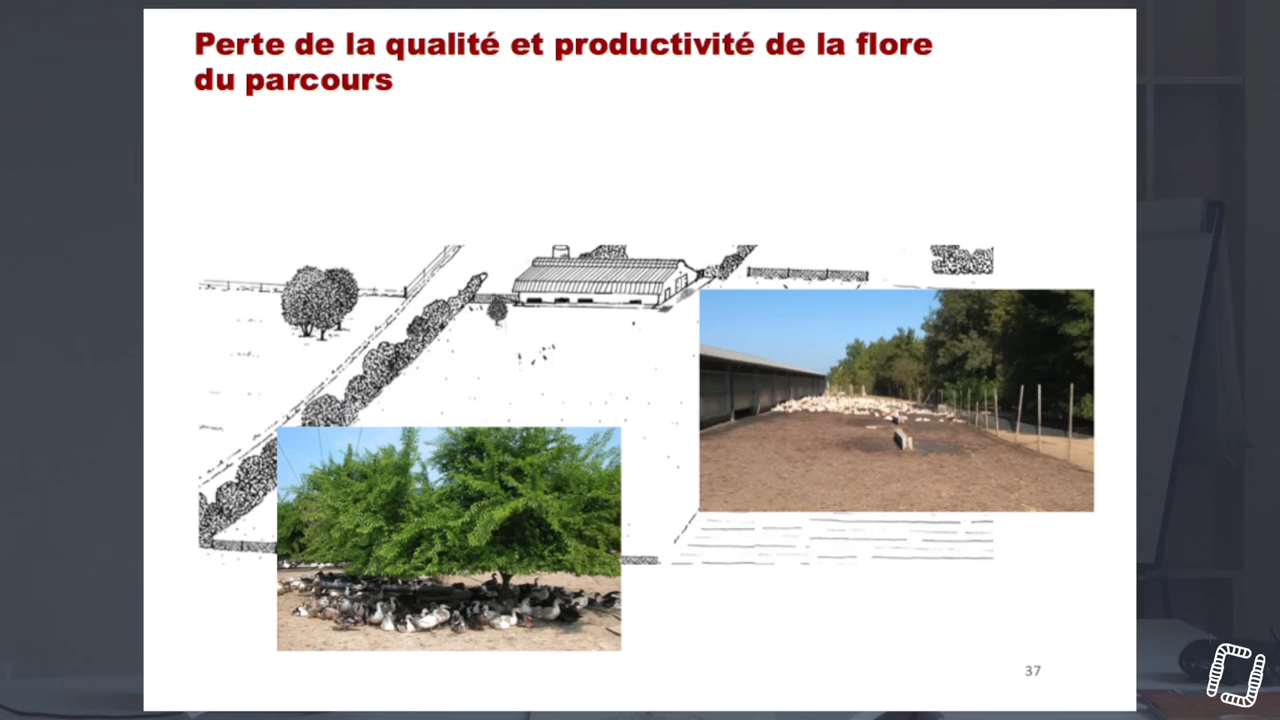 Perte de la qualité et productivité de la flore
du parcours
37